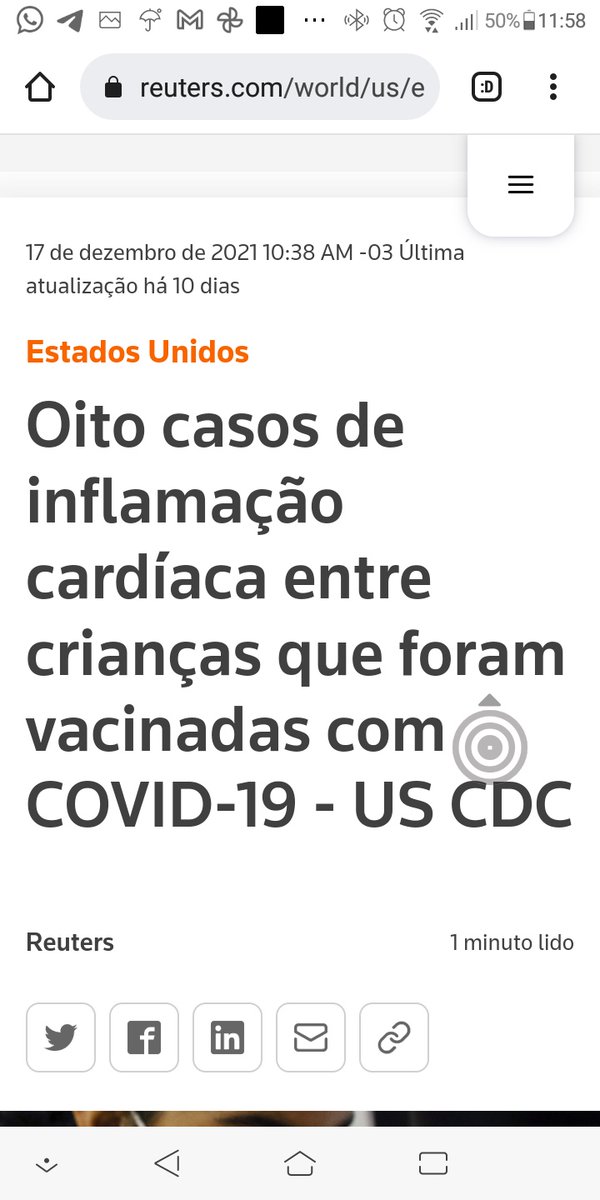 50% 11:58
reuters.com/world/us/e
:D
17 de dezembro de 2021 10:38 AM -03 Última
atualização há 10 dias
Estados Unidos
Oito casos de
inflamação
cardíaca entre
crianças que foram
vacinadas com
COVID-19 - US CDC
Reuters
1 minuto lido
in